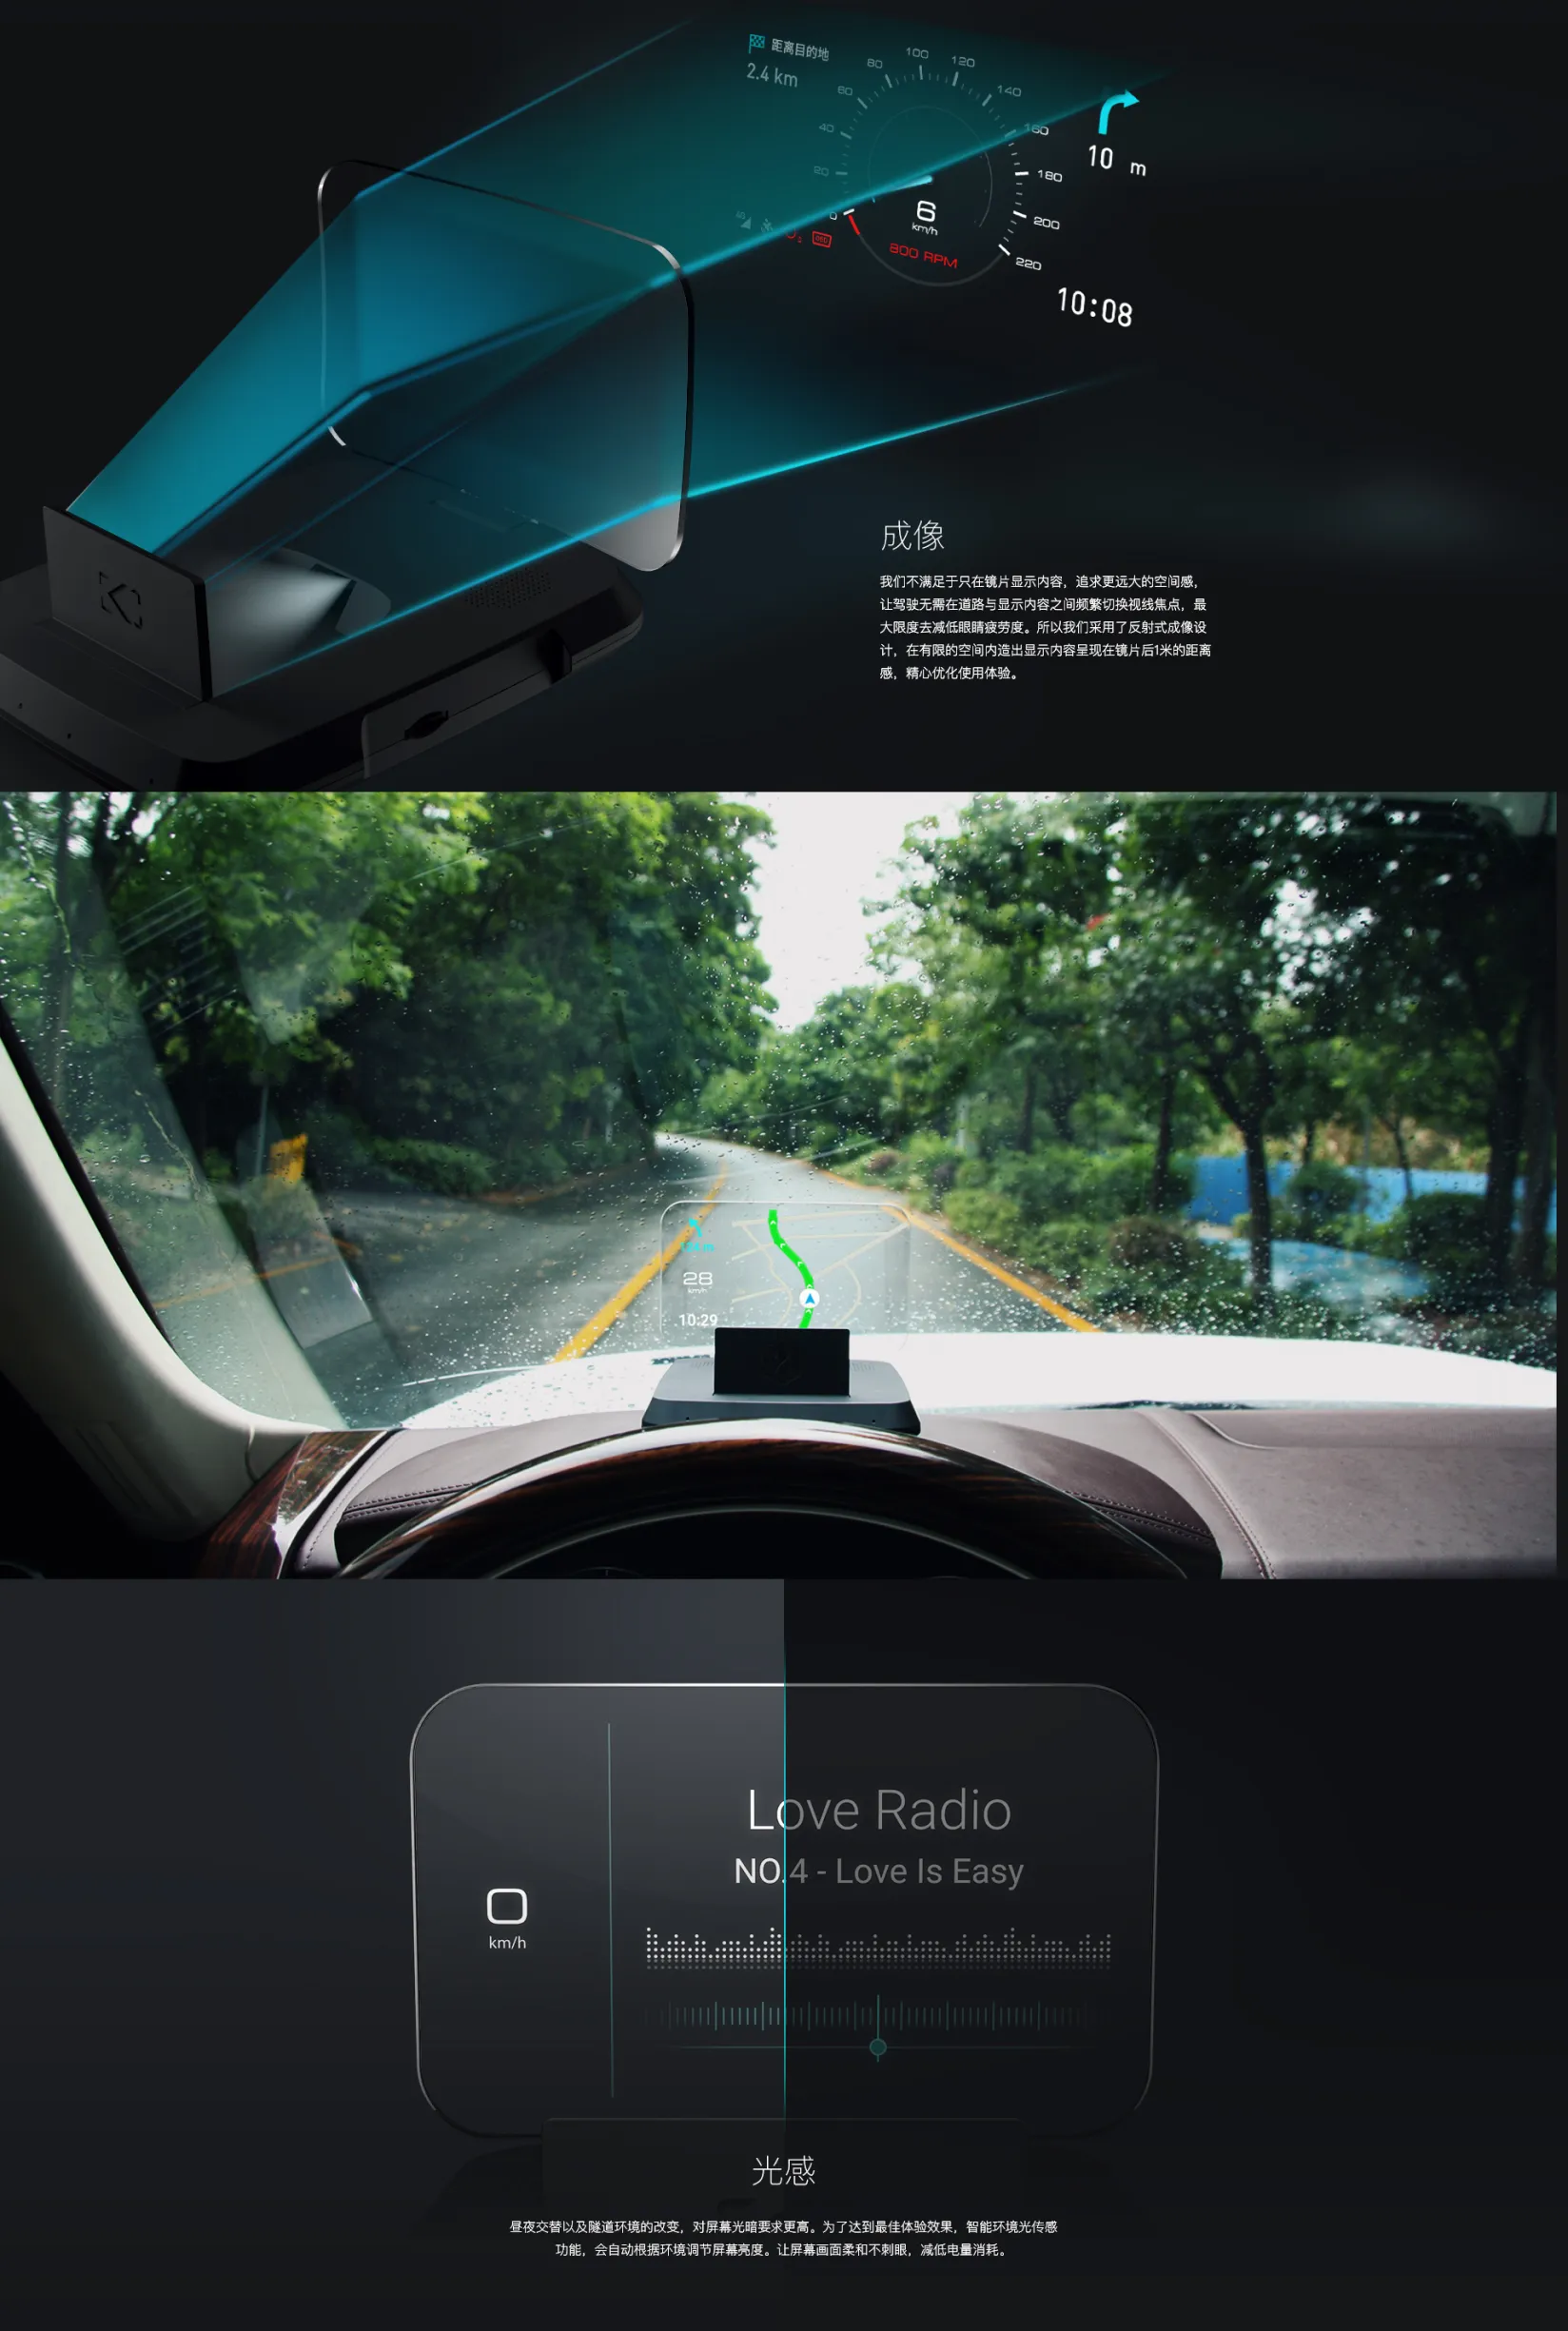 距离目的地
2.4 km
0
20
40
60
80
100
120
140
160
180
200
220
6
km/h
800 RPM
10 m
10:08
成像
我们不满足于只在镜片显示内容，追求更远大的空间感，
让驾驶无需在道路与显示内容之间频繁切换视线焦点，最
大限度去减低眼睛疲劳度。所以我们采用了反射式成像设
计，在有限的空间内造出显示内容呈现在镜片后1米的距离
感，精心优化使用体验。
28
km/h
10:29
Love Radio
NO.4 - Love Is Easy
0
km/h
光感
昼夜交替以及隧道环境的改变，对屏幕光暗要求更高。为了达到最佳体验效果，智能环境光传感
功能，会自动根据环境调节屏幕亮度。让屏幕画面柔和不刺眼，减低电量消耗。